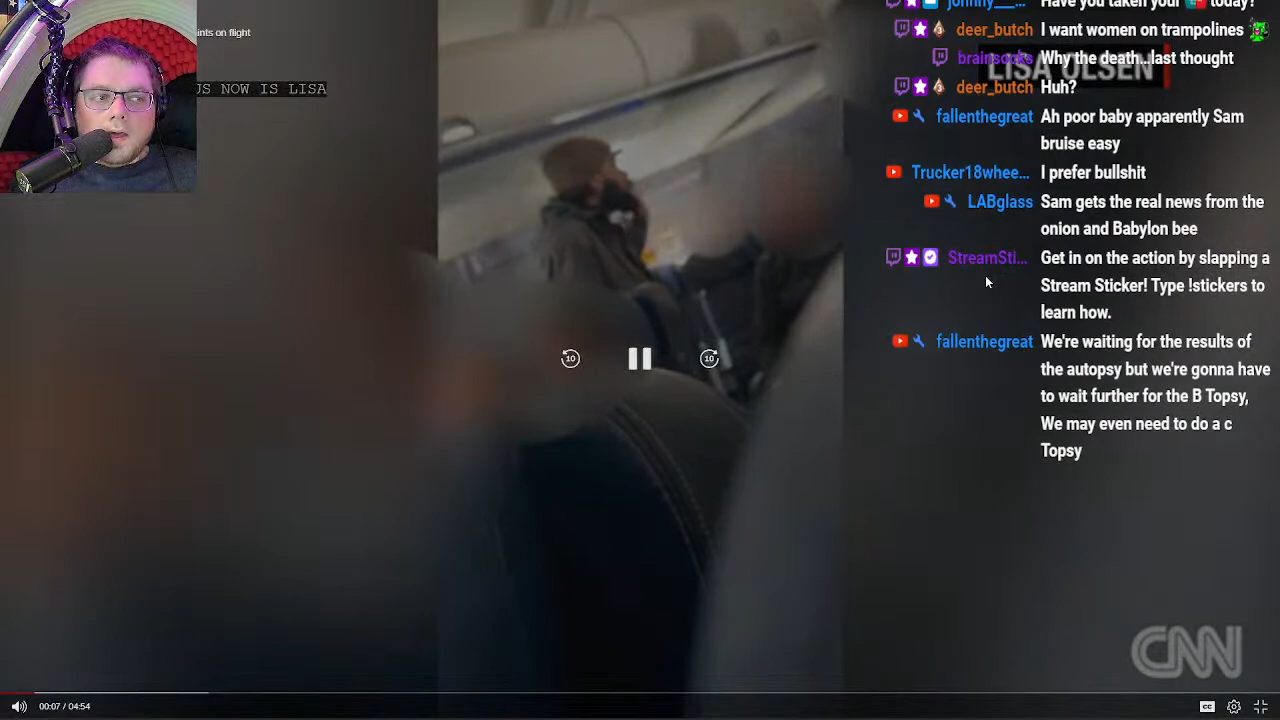 ints on flight
US NOW IS LISA
LISA OLSEN
johnny___... Have you taken your today?
deer_butch I want women on trampolines
brainsocks Why the death...last thought
deer_butch Huh?
fallenthegreat Ah poor baby apparently Sam
bruise easy
Trucker18whee... I prefer bullshit
LABglass Sam gets the real news from the
onion and Babylon bee
StreamSti... Get in on the action by slapping a
Stream Sticker! Type !stickers to
learn how.
fallenthegreat We're waiting for the results of
the autopsy but we're gonna have
to wait further for the B Topsy,
We may even need to do a c
Topsy
10
10
CNN
00:07 / 04:54
CC